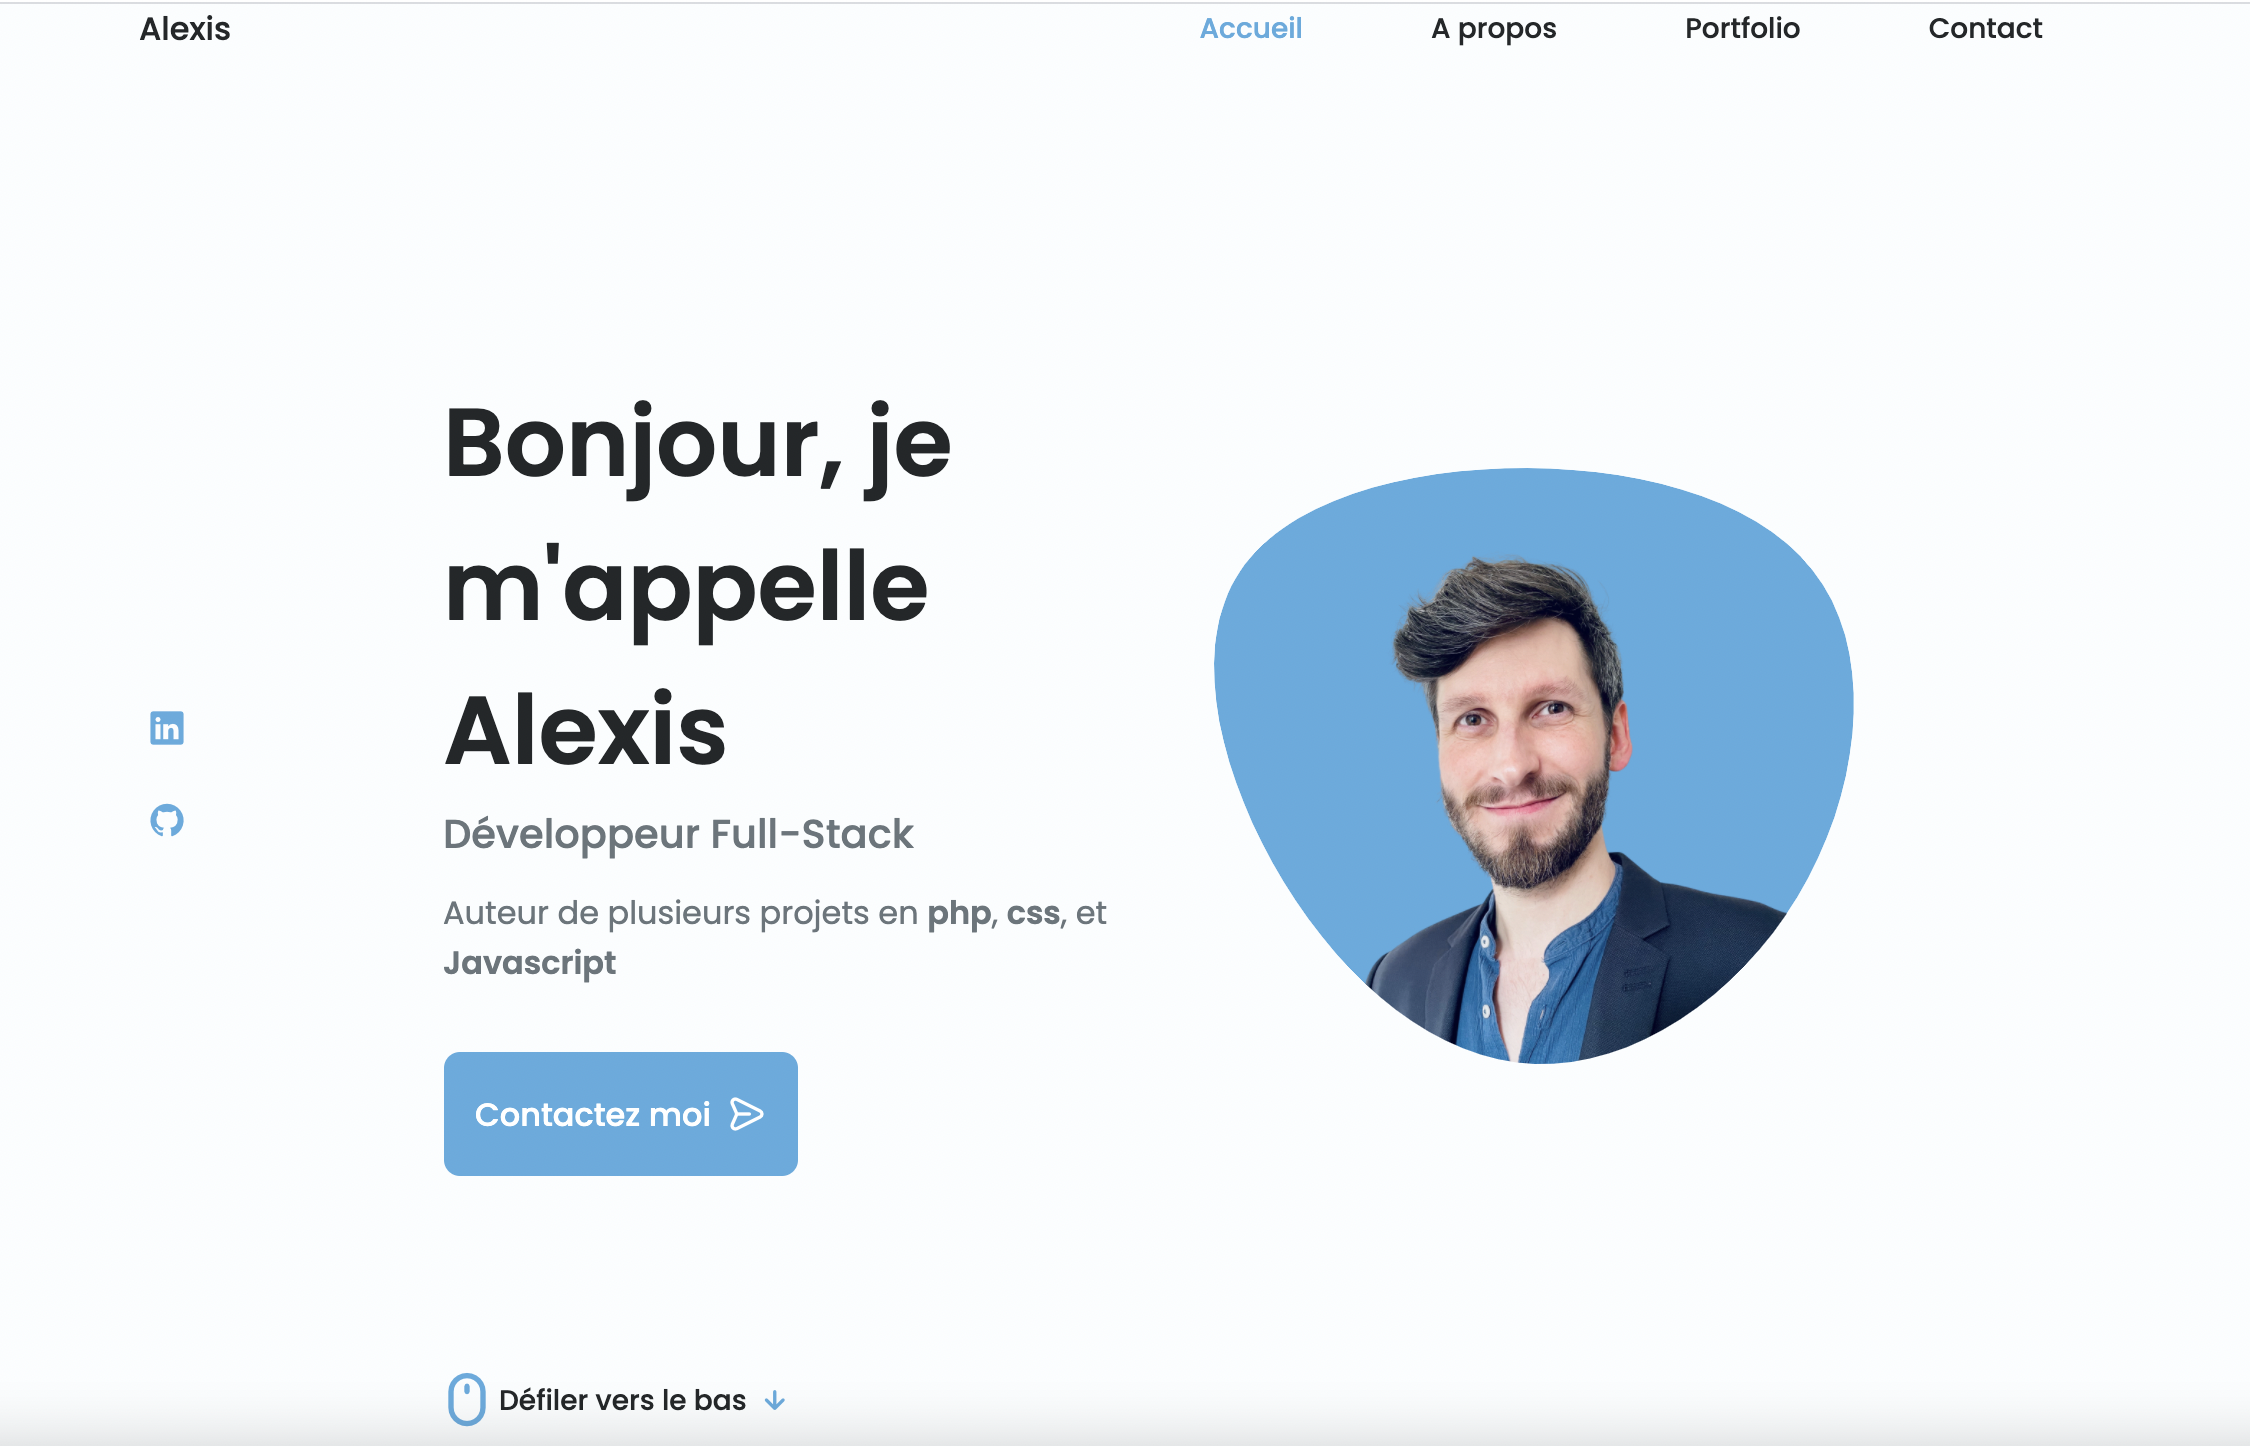 Alexis
Accueil
A propos
Portfolio
Contact
Bonjour, je
m'appelle
Alexis
Développeur Full-Stack
Auteur de plusieurs projets en php, css, et
Javascript
in
Contactez moi
Défiler vers le bas